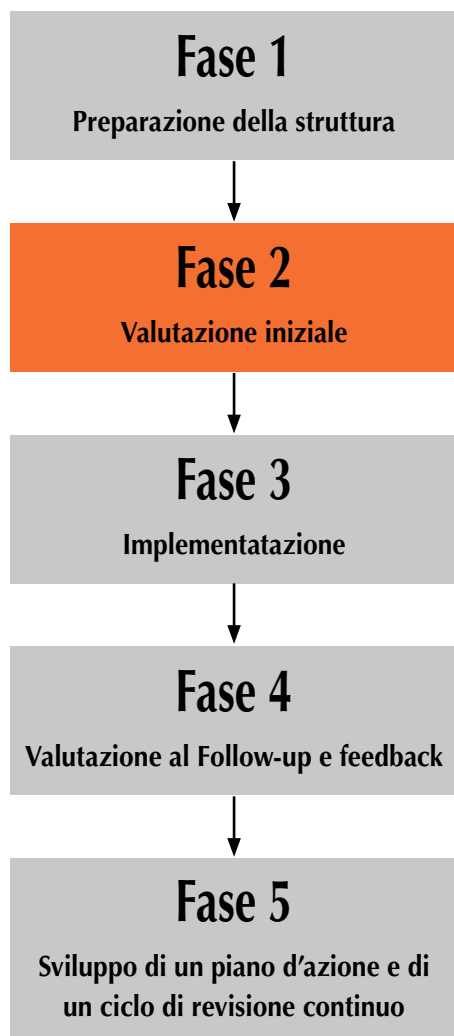 Fase 1
Preparazione della struttura
Fase 2
Valutazione iniziale
Fase 3
Implementatazione
Fase 4
Valutazione al Follow-up e feedback
Fase 5
Sviluppo di un piano d’azione e di
un ciclo di revisione continuo